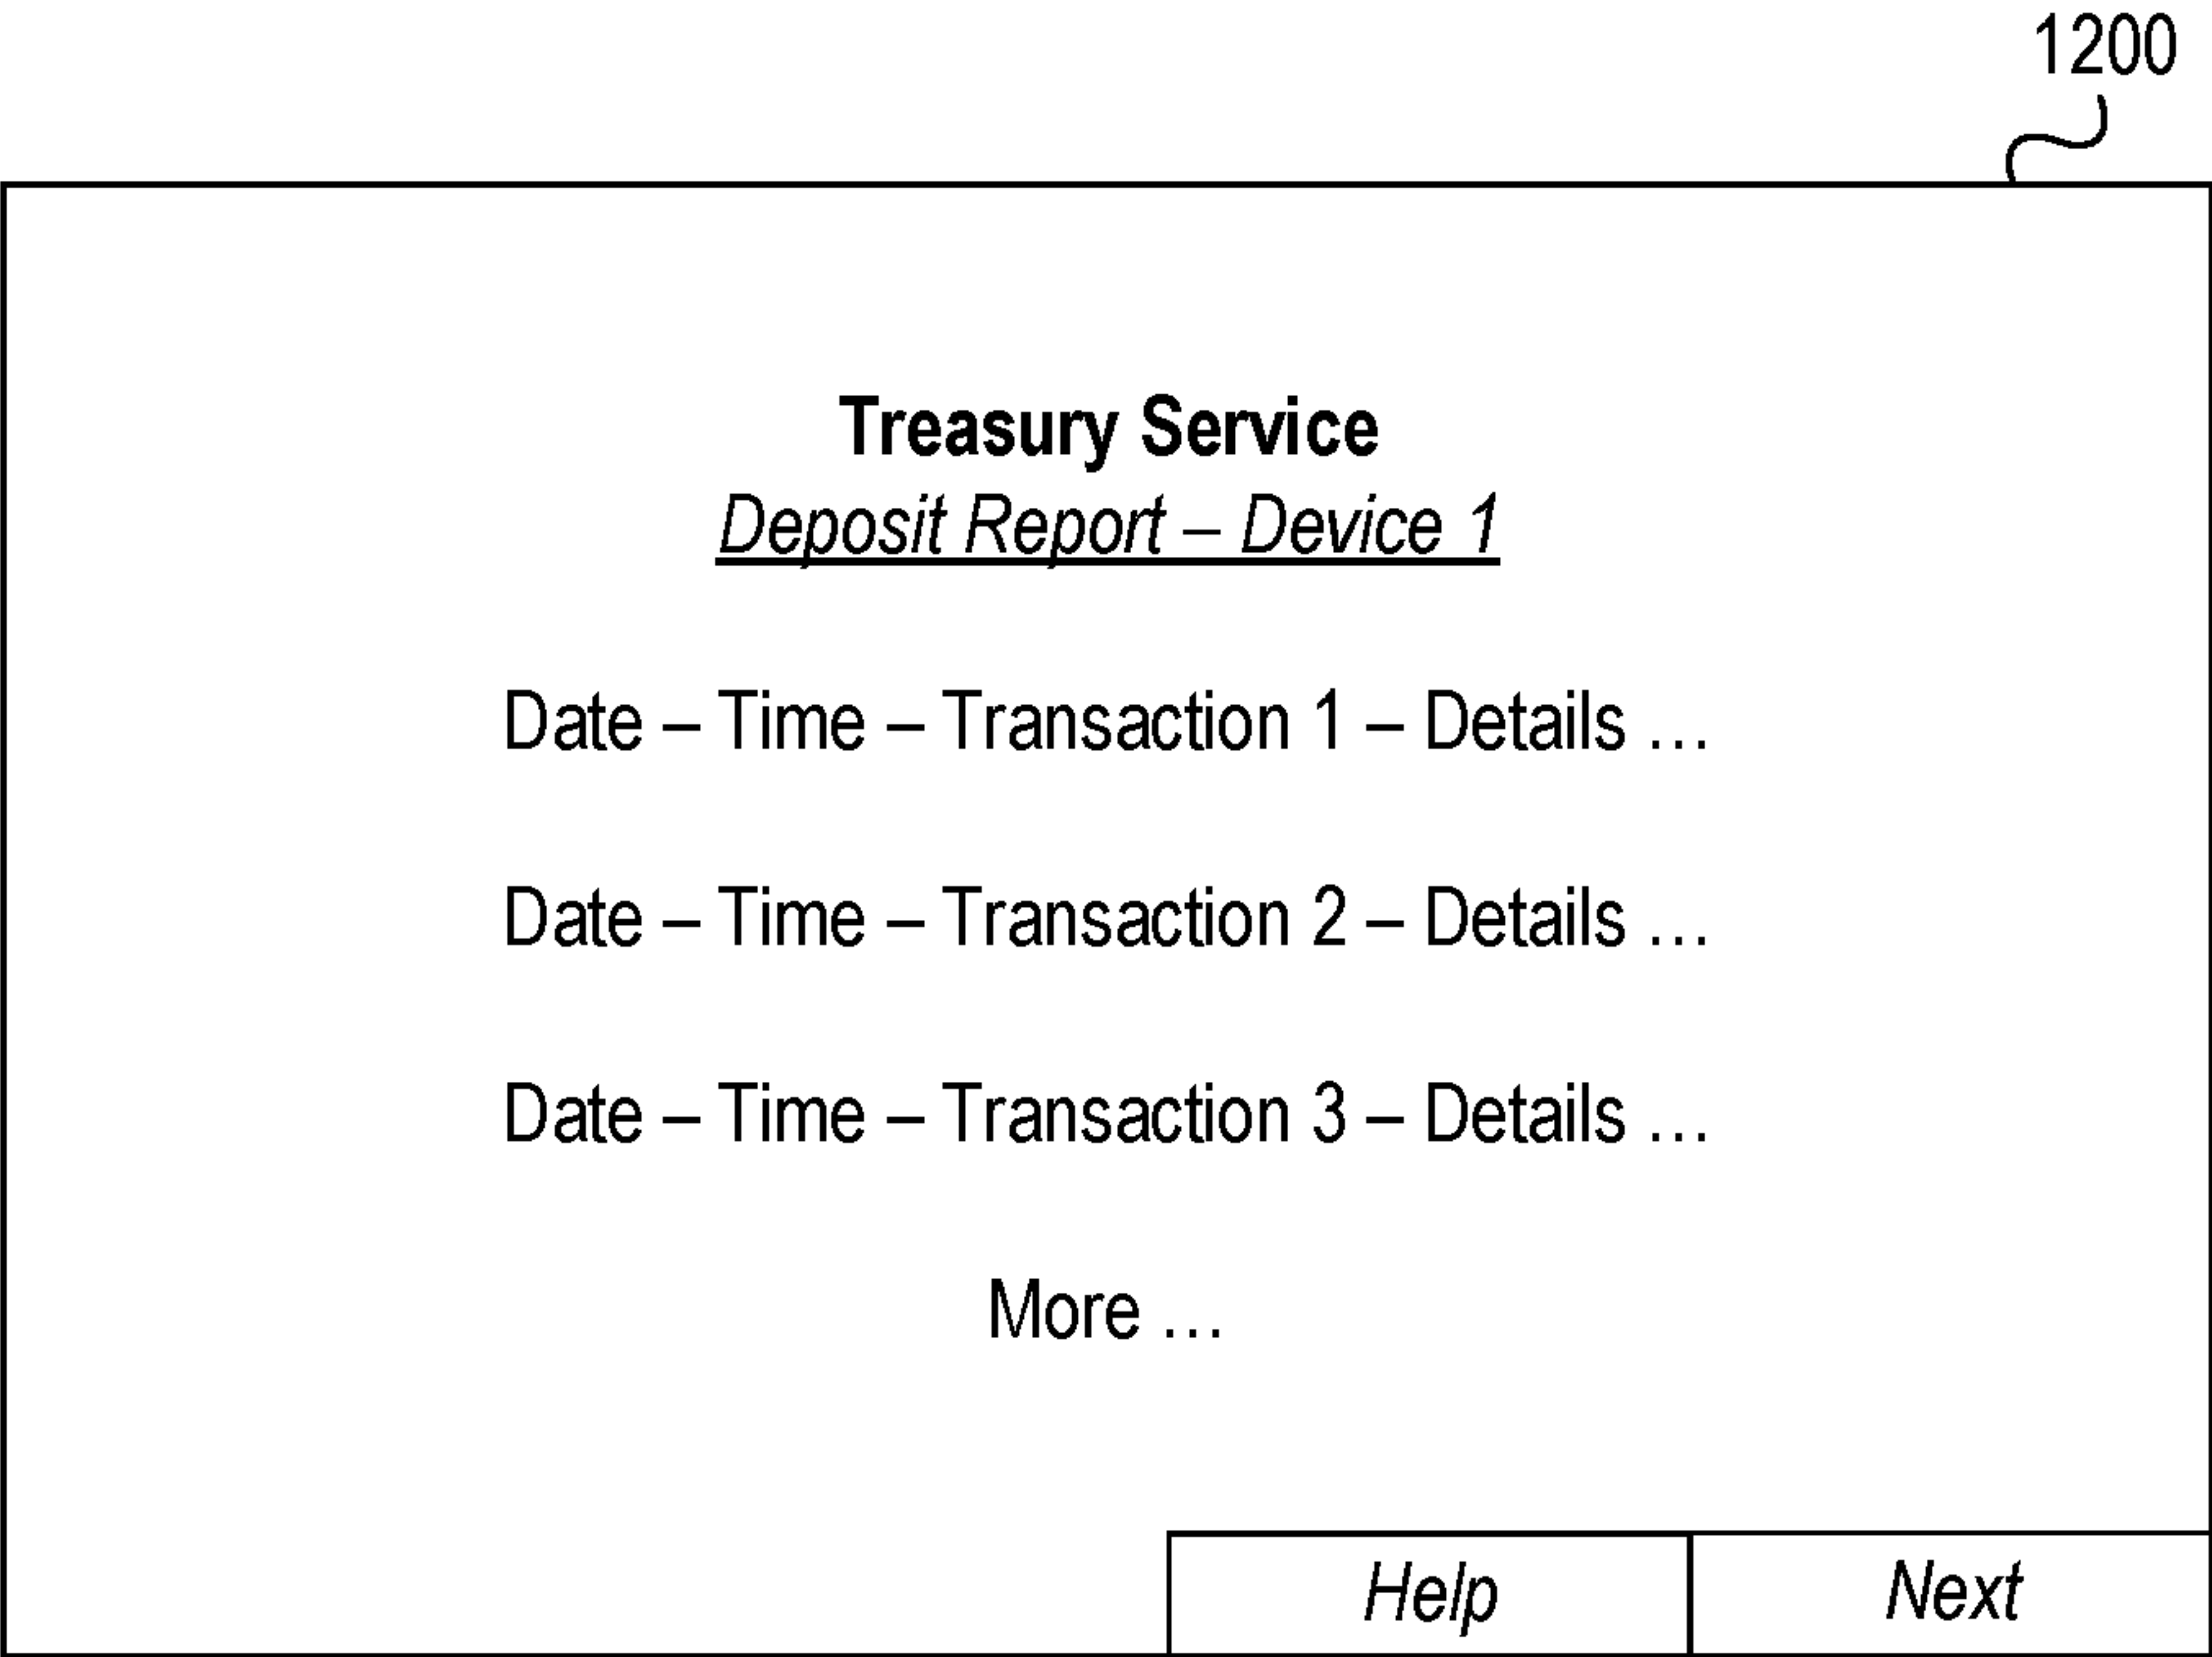 1200
Treasury Service
Deposit Report – Device 1
Date – Time – Transaction 1 – Details ...
Date – Time – Transaction 2 – Details ...
Date – Time – Transaction 3 – Details ...
More ...
Help Next